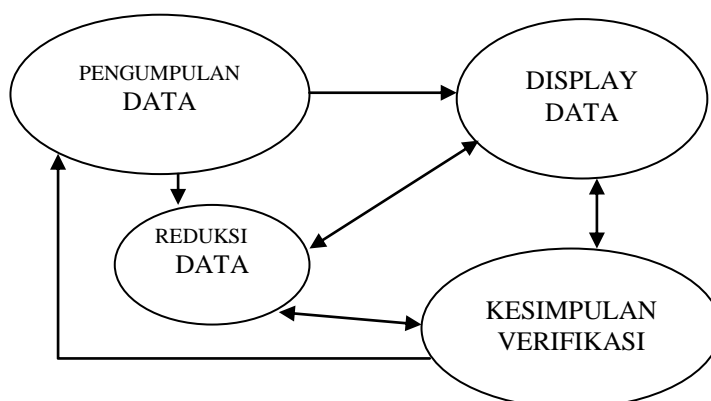 PENGUMPULAN
DATA
DISPLAY
DATA
REDUKSI
DATA
KESIMPULAN
VERIFIKASI